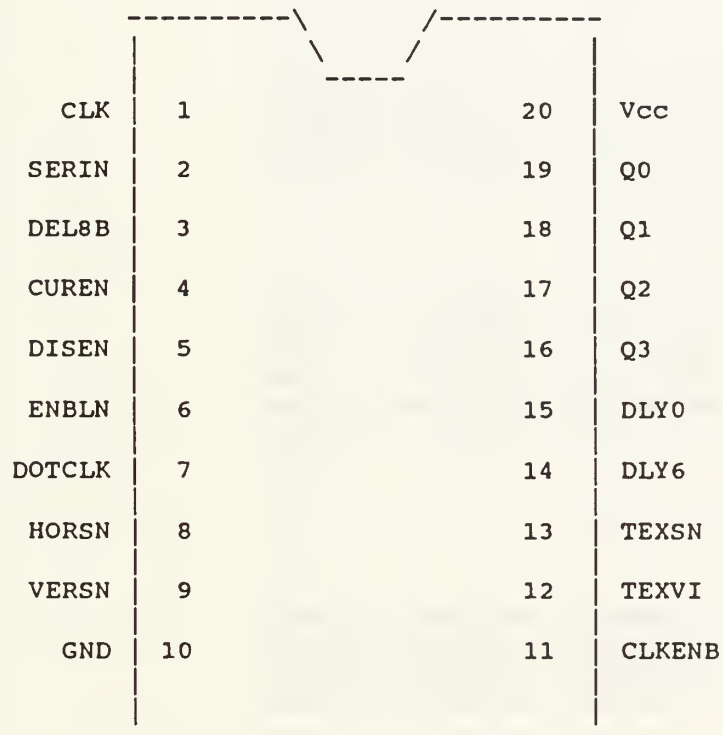 CLK 1 20 Vcc
SERIN 2 19 Q0
DEL8B 3 18 Q1
CUREN 4 17 Q2
DISEN 5 16 Q3
ENBLN 6 15 DLY0
DOTCLK 7 14 DLY6
HORSN 8 13 TEXSN
VERSN 9 12 TEXVI
GND 10 11 CLKENB